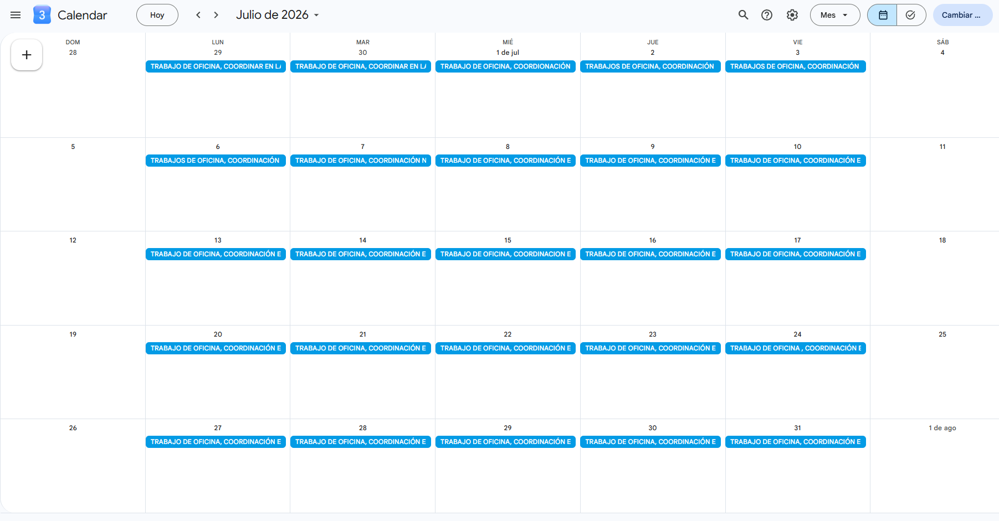 3 Calendar Hoy Julio de 2026 Mes Cambiar ...
DOM LUN MAR MIÉ JUE VIE SÁB
28 29 30 1 de jul 2 3 4
TRABAJO DE OFICINA, COORDINAR EN LA TRABAJO DE OFICINA, COORDINAR EN LA TRABAJO DE OFICINA, COORDIONACIÓN TRABAJOS DE OFICINA, COORDINACIÓN TRABAJOS DE OFICINA, COORDINACIÓN
5 6 7 8 9 10 11
TRABAJOS DE OFICINA, COORDINACIÓN TRABAJO DE OFICINA, COORDINACIÓN N TRABAJO DE OFICINA, COORDINACIÓN E TRABAJO DE OFICINA, COORDINACIÓN E TRABAJO DE OFICINA, COORDINACIÓN E
12 13 14 15 16 17 18
TRABAJO DE OFICINA, COORDINACIÓN E TRABAJO DE OFICINA, COORDINACIÓN E TRABAJO DE OFICINA, COORDINACION E TRABAJO DE OFICINA, COORDINACIÓN E TRABAJO DE OFICINA, COORDINACIÓN E
19 20 21 22 23 24 25
TRABAJO DE OFICINA, COORDINACIÓN E TRABAJO DE OFICINA, COORDINACIÓN E TRABAJO DE OFICINA, COORDINACIÓN E TRABAJO DE OFICINA, COORDINACIÓN E TRABAJO DE OFICINA , COORDINACIÓN E
26 27 28 29 30 31 1 de ago
TRABAJO DE OFICINA, COORDINACIÓN E TRABAJO DE OFICINA, COORDINACIÓN E TRABAJO DE OFICINA, COORDINACIÓN E TRABAJO DE OFICINA, COORDINACIÓN E TRABAJO DE OFICINA, COORDINACIÓN E